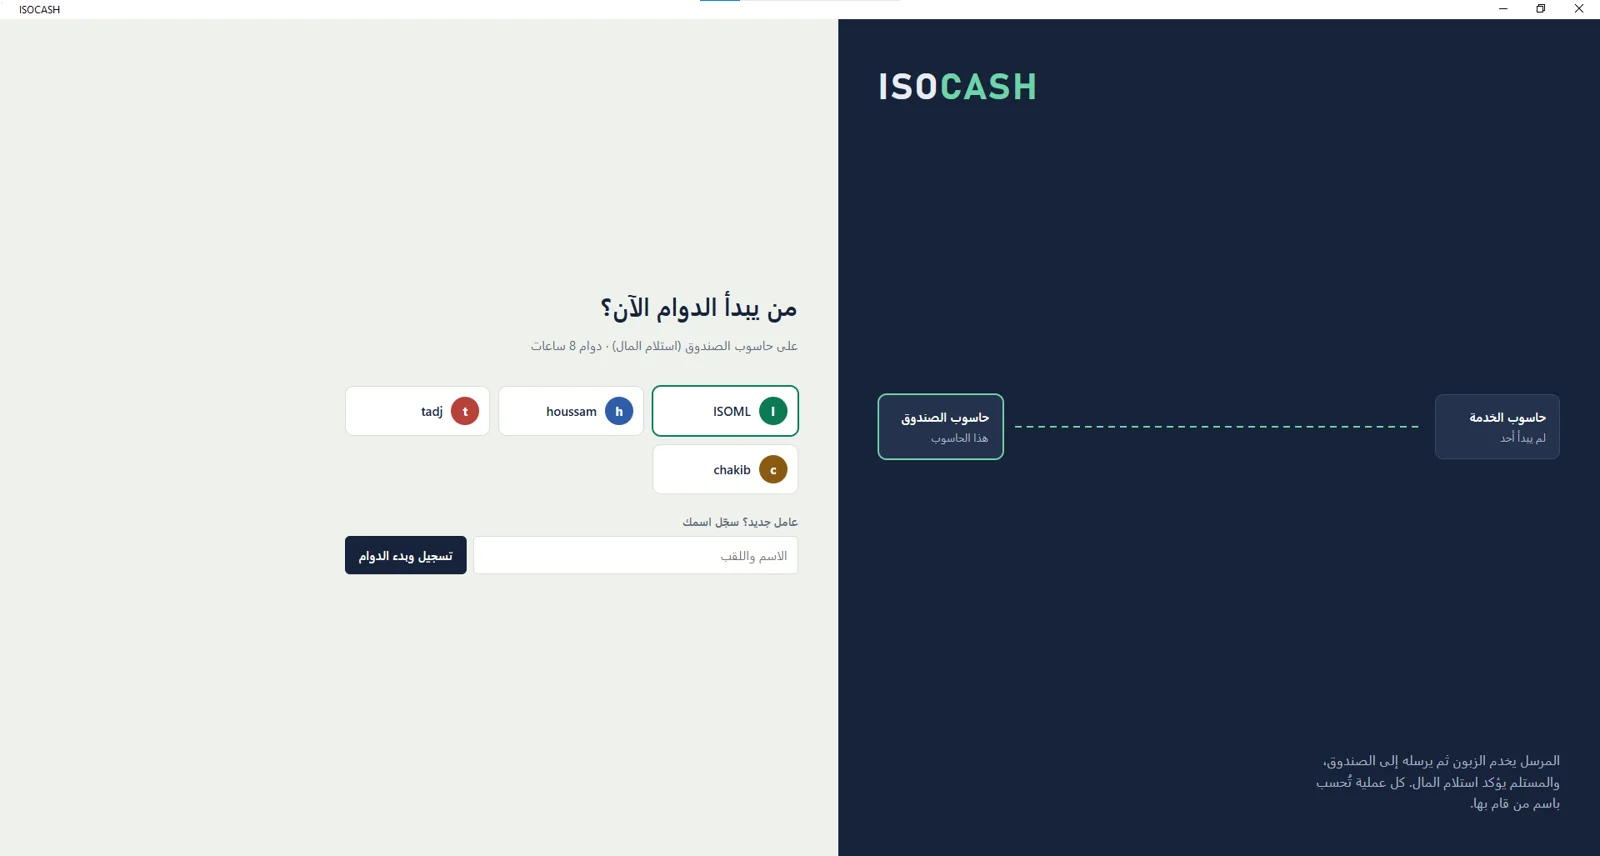 ISOCASH
ISOCASH
حاسوب الخدمة
لم يبدأ أحد
حاسوب الصندوق
هذا الحاسوب
المرسل يخدم الزبون ثم يرسله إلى الصندوق،
والمستلم يؤكد استلام المال. كل عملية تُحسب
باسم من قام بها.
من يبدأ الدوام الآن؟
على حاسوب الصندوق (استلام المال) · دوام 8 ساعات
I ISOML
h houssam
t tadj
c chakib
عامل جديد؟ سجّل اسمك
الاسم واللقب
تسجيل وبدء الدوام